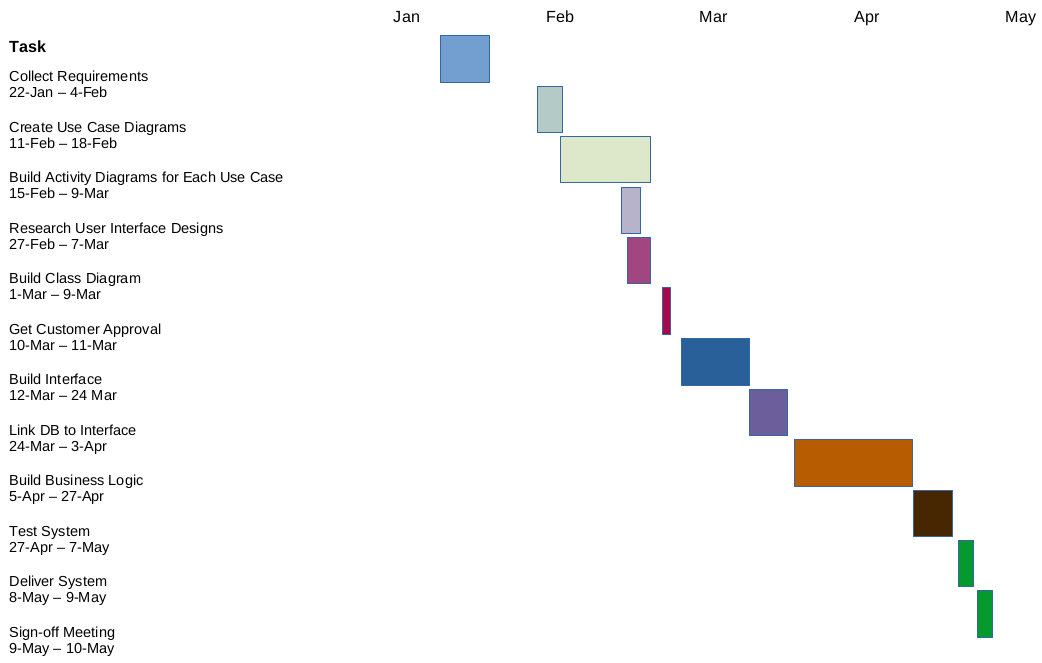 Jan Feb Mar Apr May
Task
Collect Requirements
22-Jan – 4-Feb
Create Use Case Diagrams
11-Feb – 18-Feb
Build Activity Diagrams for Each Use Case
15-Feb – 9-Mar
Research User Interface Designs
27-Feb – 7-Mar
Build Class Diagram
1-Mar – 9-Mar
Get Customer Approval
10-Mar – 11-Mar
Build Interface
12-Mar – 24 Mar
Link DB to Interface
24-Mar – 3-Apr
Build Business Logic
5-Apr – 27-Apr
Test System
27-Apr – 7-May
Deliver System
8-May – 9-May
Sign-off Meeting
9-May – 10-May